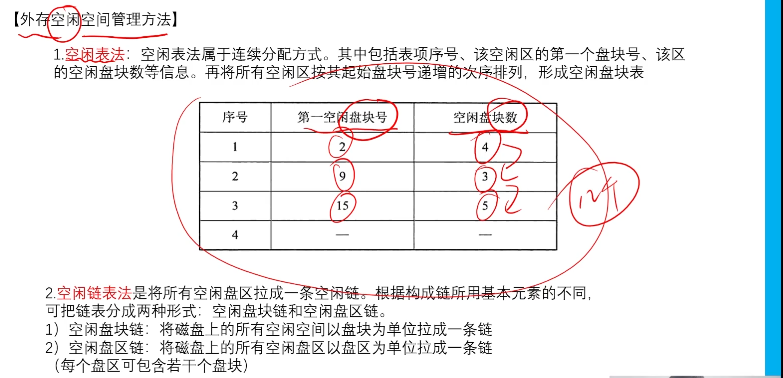 【外存空闲空间管理方法】
1.空闲表法：空闲表法属于连续分配方式。其中包括表项序号、该空闲区的第一个盘块号、该区
的空闲盘块数等信息。再将所有空闲区按其起始盘块号递增的次序排列，形成空闲盘块表
序号 第一空闲盘块号 空闲盘块数
1 2 4
2 9 3
3 15 5
4 — —
12个
2.空闲链表法是将所有空闲盘区拉成一条空闲链。根据构成链所用基本元素的不同，
可把链表分成两种形式：空闲盘块链和空闲盘区链。
1）空闲盘块链：将磁盘上的所有空闲空间以盘块为单位拉成一条链
2）空闲盘区链：将磁盘上的所有空闲盘区以盘区为单位拉成一条链
（每个盘区可包含若干个盘块）